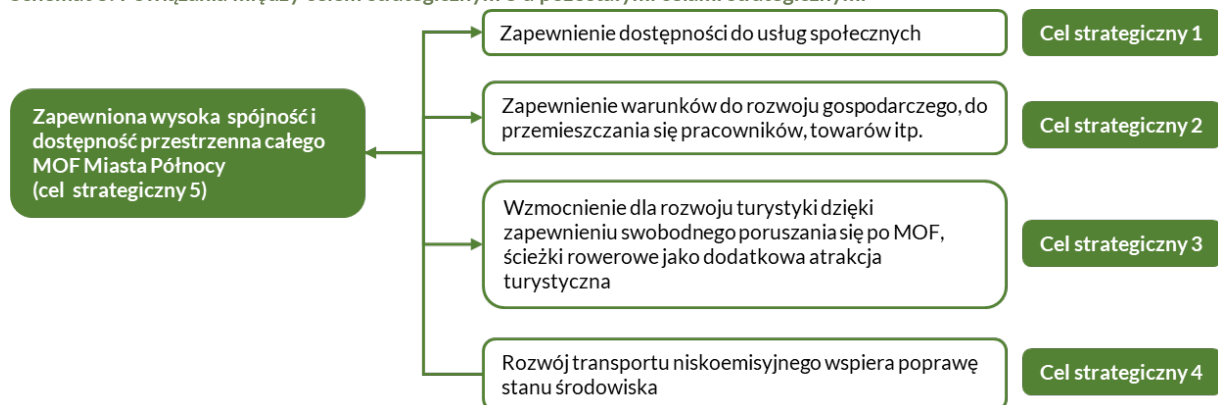 Zapewnienie dostępności do usług społecznych
Cel strategiczny 1
Zapewniona wysoka spójność i
dostępność przestrzenna całego
MOF Miasta Północy
(cel strategiczny 5)
Zapewnienie warunków do rozwoju gospodarczego, do
przemieszczania się pracowników, towarów itp.
Cel strategiczny 2
Wzmocnienie dla rozwoju turystyki dzięki
zapewnieniu swobodnego poruszania się po MOF,
ścieżki rowerowe jako dodatkowa atrakcja
turystyczna
Cel strategiczny 3
Rozwój transportu niskoemisyjnego wspiera poprawę
stanu środowiska
Cel strategiczny 4